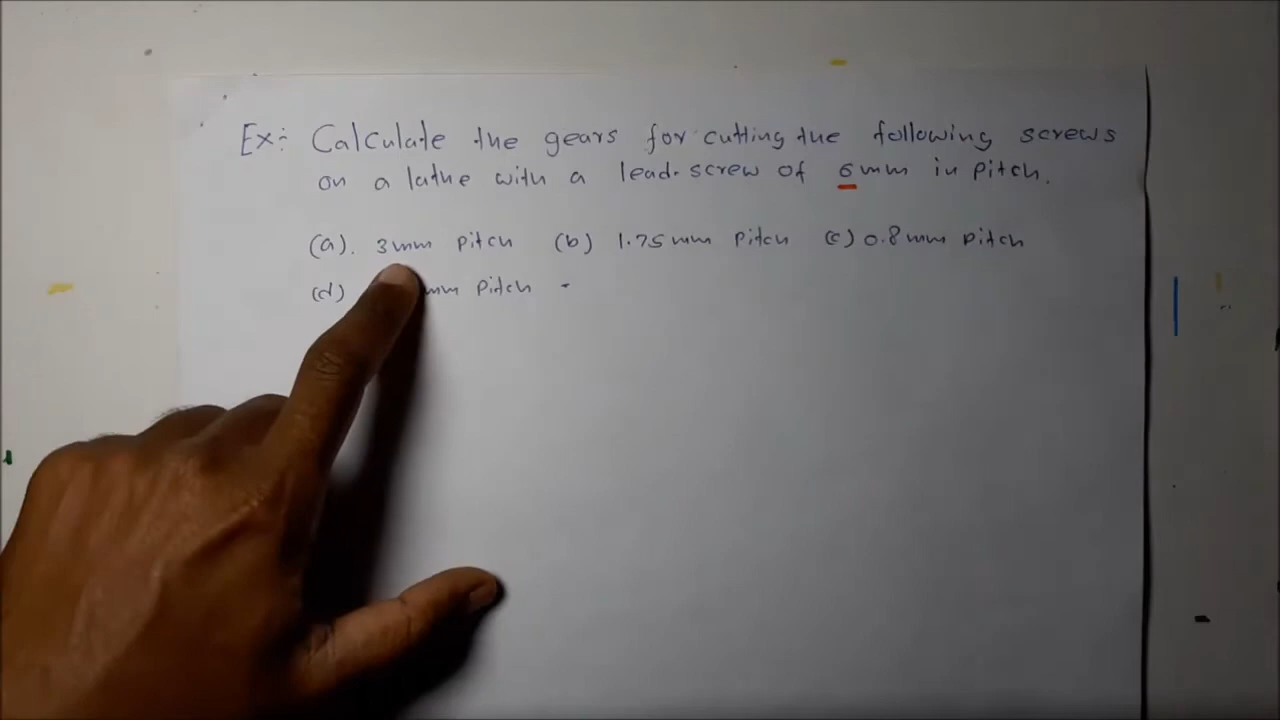 Ex:- Calculate the gears for cutting the following screws
on a lathe with a lead-screw of 6mm in pitch.
(a). 3mm pitch (b) 1.75mm pitch (c) 0.8mm pitch
(d) mm pitch -